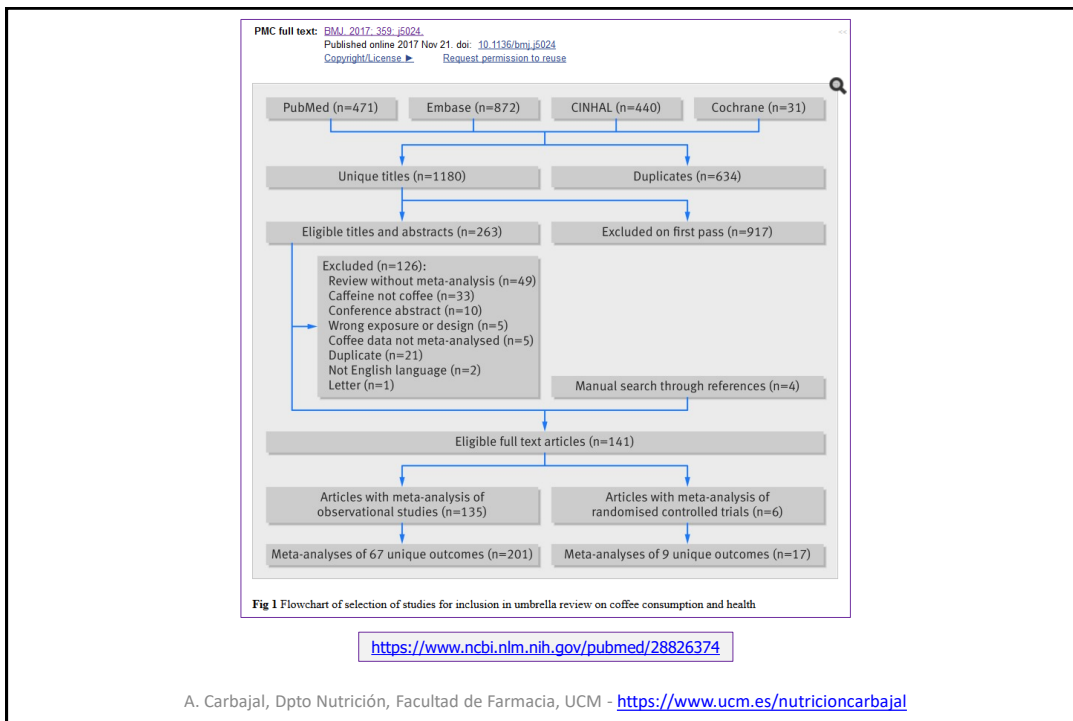 PMC full text: BMJ. 2017; 359: j5024.
Published online 2017 Nov 21. doi: 10.1136/bmj.j5024
Copyright/License ► Request permission to reuse
PubMed (n=471) Embase (n=872) CINHAL (n=440) Cochrane (n=31)
Unique titles (n=1180) Duplicates (n=634)
Eligible titles and abstracts (n=263) Excluded on first pass (n=917)
Excluded (n=126):
Review without meta-analysis (n=49)
Caffeine not coffee (n=33)
Conference abstract (n=10)
Wrong exposure or design (n=5)
Coffee data not meta-analysed (n=5)
Duplicate (n=21)
Not English language (n=2)
Letter (n=1)
Manual search through references (n=4)
Eligible full text articles (n=141)
Articles with meta-analysis of
observational studies (n=135)
Articles with meta-analysis of
randomised controlled trials (n=6)
Meta-analyses of 67 unique outcomes (n=201) Meta-analyses of 9 unique outcomes (n=17)
Fig 1 Flowchart of selection of studies for inclusion in umbrella review on coffee consumption and health
https://www.ncbi.nlm.nih.gov/pubmed/28826374
A. Carbajal, Dpto Nutrición, Facultad de Farmacia, UCM - https://www.ucm.es/nutricioncarbajal